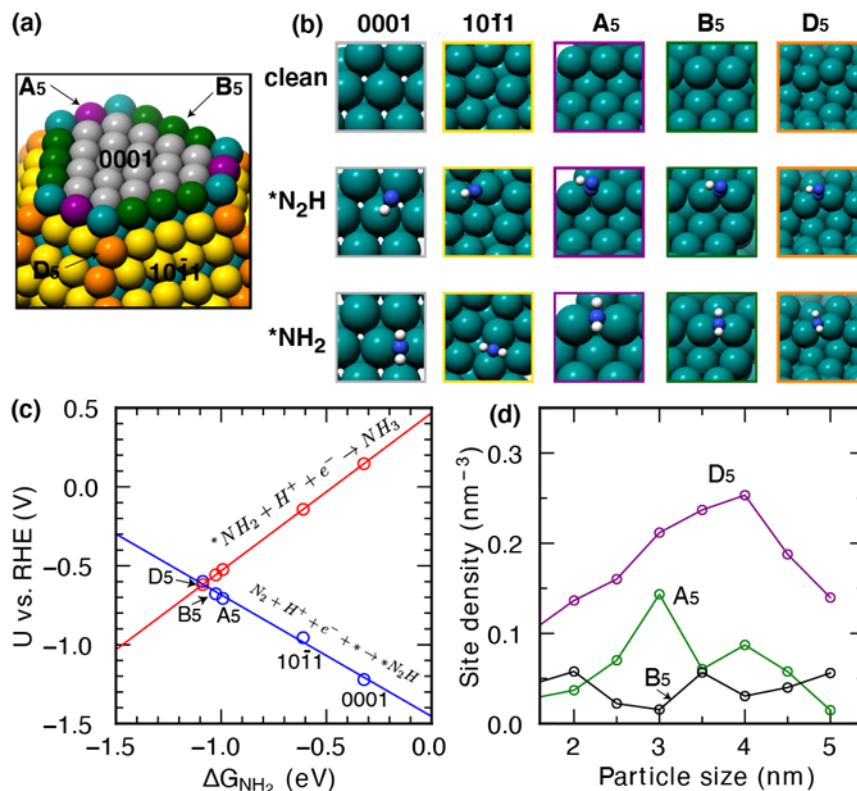 (a)
A5
B5
0001
D5
101̄1
(b)
0001
101̄1
A5
B5
D5
clean
*N2H
*NH2
(c)
0.5
0.0
−0.5
−1.0
−1.5
U vs. RHE (V)
*NH2 + H+ + e− → NH3
N2 + H+ + e− + * → *N2H
D5
B5
A5
101̄1
0001
−1.5
−1.0
−0.5
0.0
ΔGNH2 (eV)
(d)
0.3
0.2
0.1
0.0
Site density (nm−3)
D5
A5
B5
2
3
4
5
Particle size (nm)